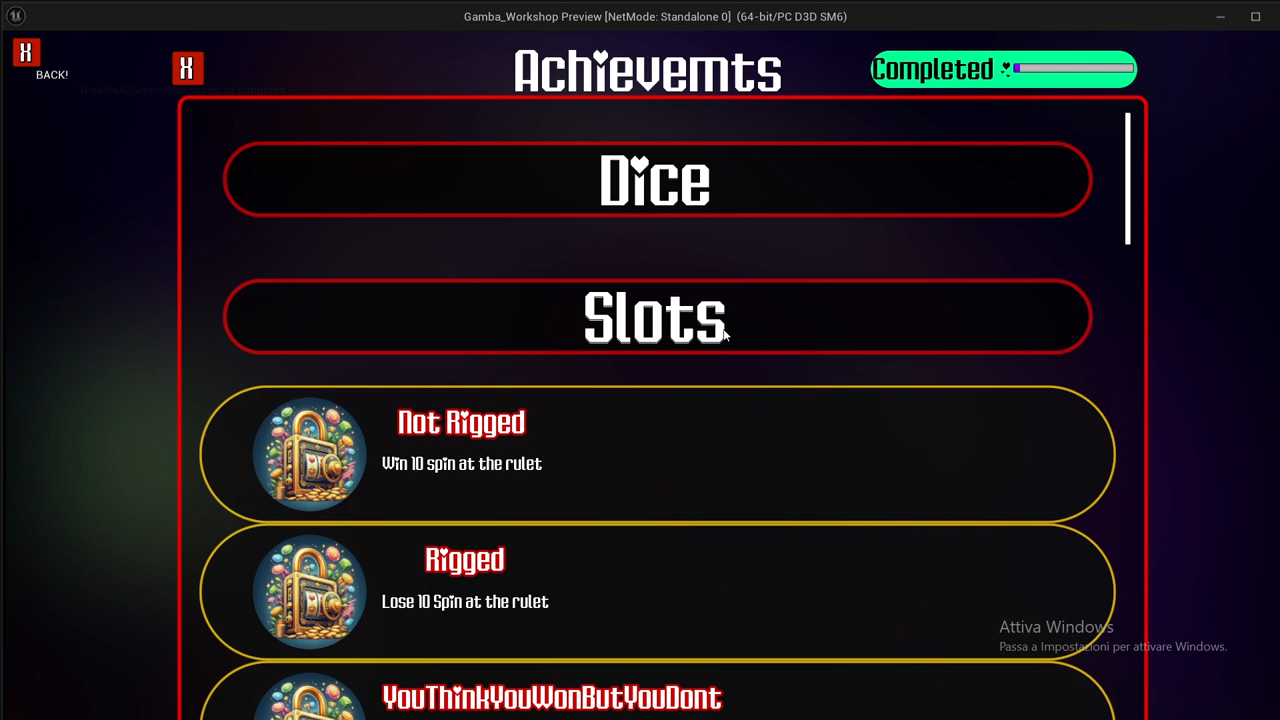 Gamba_Workshop Preview [NetMode: Standalone 0] (64-bit/PC D3D SM6)
X
BACK!
X
Achievemts
Completed
Dice
Slots
Not Rigged
Win 10 spin at the rulet
Rigged
Lose 10 Spin at the rulet
YouThinkYouWonButYouDont
Attiva Windows
Passa a Impostazioni per attivare Windows.